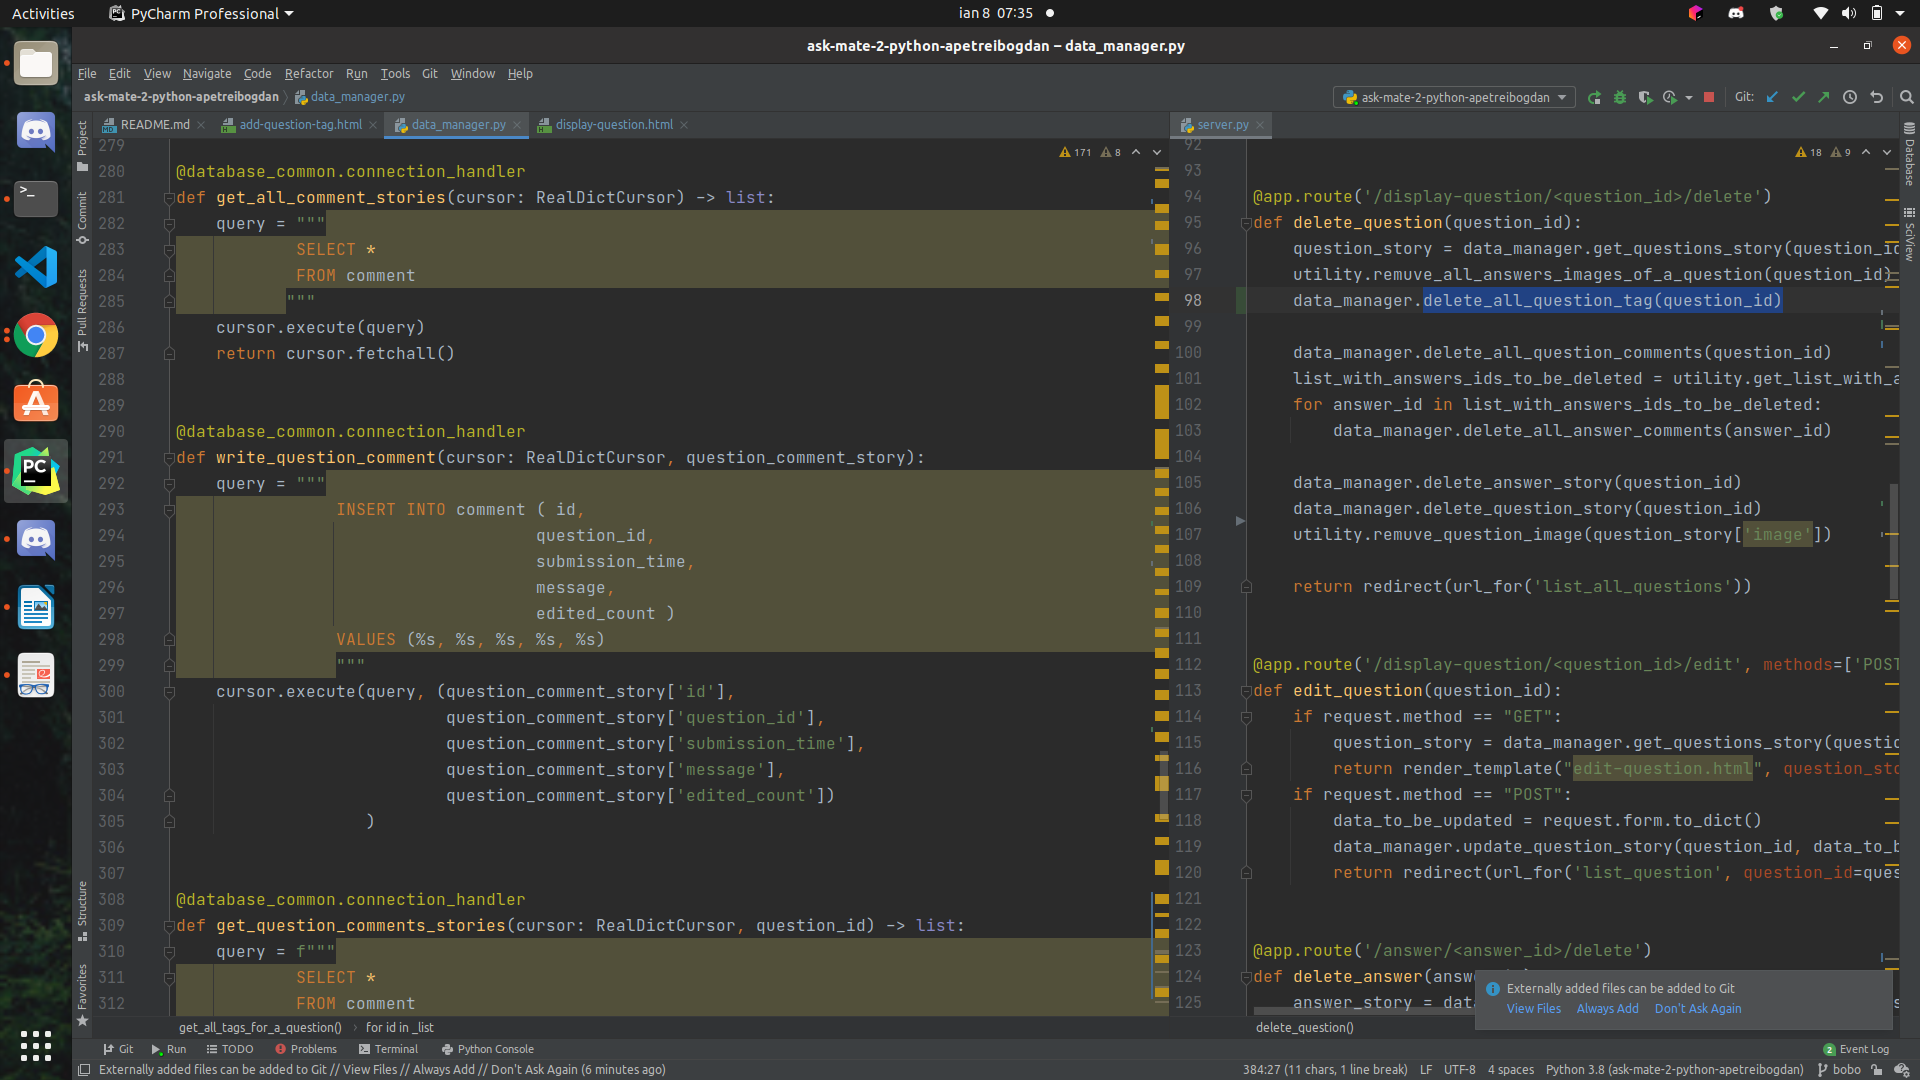 Activities
PyCharm Professional
ian 8 07:35
ask-mate-2-python-apetreibogdan – data_manager.py
File Edit View Navigate Code Refactor Run Tools Git Window Help
ask-mate-2-python-apetreibogdan
data_manager.py
ask-mate-2-python-apetreibogdan
Git:
README.md
add-question-tag.html
data_manager.py
display-question.html
server.py
Project
Commit
Pull Requests
Structure
Favorites
171 8
279
280 @database_common.connection_handler
281 def get_all_comment_stories(cursor: RealDictCursor) -> list:
282 query = """
283 SELECT *
284 FROM comment
285 """
286 cursor.execute(query)
287 return cursor.fetchall()
288
289
290 @database_common.connection_handler
291 def write_question_comment(cursor: RealDictCursor, question_comment_story):
292 query = """
293 INSERT INTO comment ( id,
294 question_id,
295 submission_time,
296 message,
297 edited_count )
298 VALUES (%s, %s, %s, %s, %s)
299 """
300 cursor.execute(query, (question_comment_story['id'],
301 question_comment_story['question_id'],
302 question_comment_story['submission_time'],
303 question_comment_story['message'],
304 question_comment_story['edited_count'])
305 )
306
307
308 @database_common.connection_handler
309 def get_question_comments_stories(cursor: RealDictCursor, question_id) -> list:
310 query = f"""
311 SELECT *
312 FROM comment
get_all_tags_for_a_question() › for id in _list
18 9
92
93
94 @app.route('/display-question/<question_id>/delete')
95 def delete_question(question_id):
96 question_story = data_manager.get_questions_story(question_id
97 utility.remuve_all_answers_images_of_a_question(question_id)
98 data_manager.delete_all_question_tag(question_id)
99
100 data_manager.delete_all_question_comments(question_id)
101 list_with_answers_ids_to_be_deleted = utility.get_list_with_a
102 for answer_id in list_with_answers_ids_to_be_deleted:
103 data_manager.delete_all_answer_comments(answer_id)
104
105 data_manager.delete_answer_story(question_id)
106 data_manager.delete_question_story(question_id)
107 utility.remuve_question_image(question_story['image'])
108
109 return redirect(url_for('list_all_questions'))
110
111
112 @app.route('/display-question/<question_id>/edit', methods=['POST
113 def edit_question(question_id):
114 if request.method == "GET":
115 question_story = data_manager.get_questions_story(questio
116 return render_template("edit-question.html", question_sto
117 if request.method == "POST":
118 data_to_be_updated = request.form.to_dict()
119 data_manager.update_question_story(question_id, data_to_b
120 return redirect(url_for('list_question', question_id=ques
121
122
123 @app.route('/answer/<answer_id>/delete')
124 def delete_answer(answ
125 answer_story = dat
delete_question()
Database
SciView
Externally added files can be added to Git
View Files Always Add Don't Ask Again
Git Run TODO Problems Terminal Python Console
2 Event Log
Externally added files can be added to Git // View Files // Always Add // Don't Ask Again (6 minutes ago)
384:27 (11 chars, 1 line break) LF UTF-8 4 spaces Python 3.8 (ask-mate-2-python-apetreibogdan) bobo